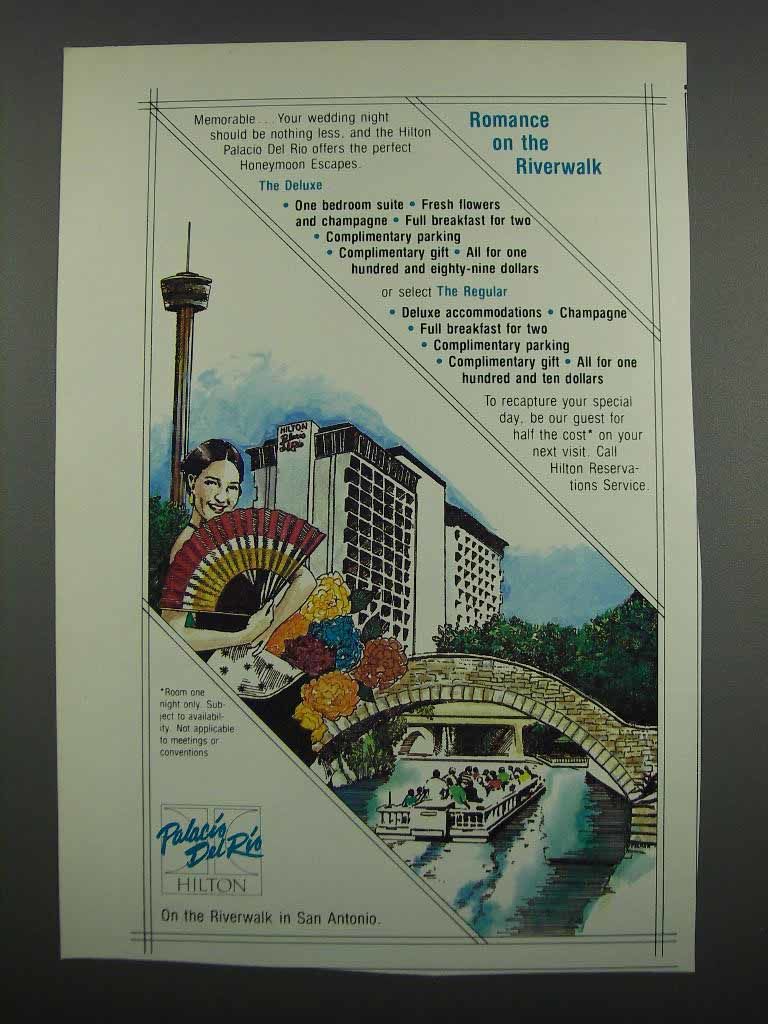 Memorable... Your wedding night
should be nothing less, and the Hilton
Palacio Del Rio offers the perfect
Honeymoon Escapes.
Romance
on the
Riverwalk
The Deluxe
• One bedroom suite • Fresh flowers
and champagne • Full breakfast for two
• Complimentary parking
• Complimentary gift • All for one
hundred and eighty-nine dollars
or select The Regular
• Deluxe accommodations • Champagne
• Full breakfast for two
• Complimentary parking
• Complimentary gift • All for one
hundred and ten dollars
To recapture your special
day, be our guest for
half the cost* on your
next visit. Call
Hilton Reserva-
tions Service.
HILTON
Palacio
del Rio
*Room one
night only. Sub-
ject to availabil-
ity. Not applicable
to meetings or
conventions
Palacio
Del Rio
HILTON
On the Riverwalk in San Antonio.